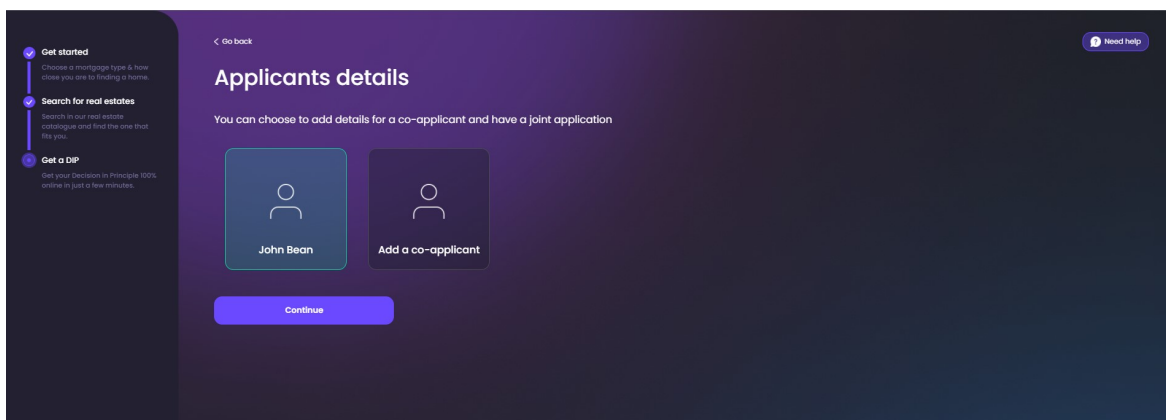 Get started
Choose a mortgage type & how
close you are to finding a home.
Search for real estates
Search in our real estate
catalogue and find the one that
fits you.
Get a DIP
Get your Decision in Principle 100%
online in just a few minutes.
Go back
Need help
Applicants details
You can choose to add details for a co-applicant and have a joint application
John Bean
Add a co-applicant
Continue